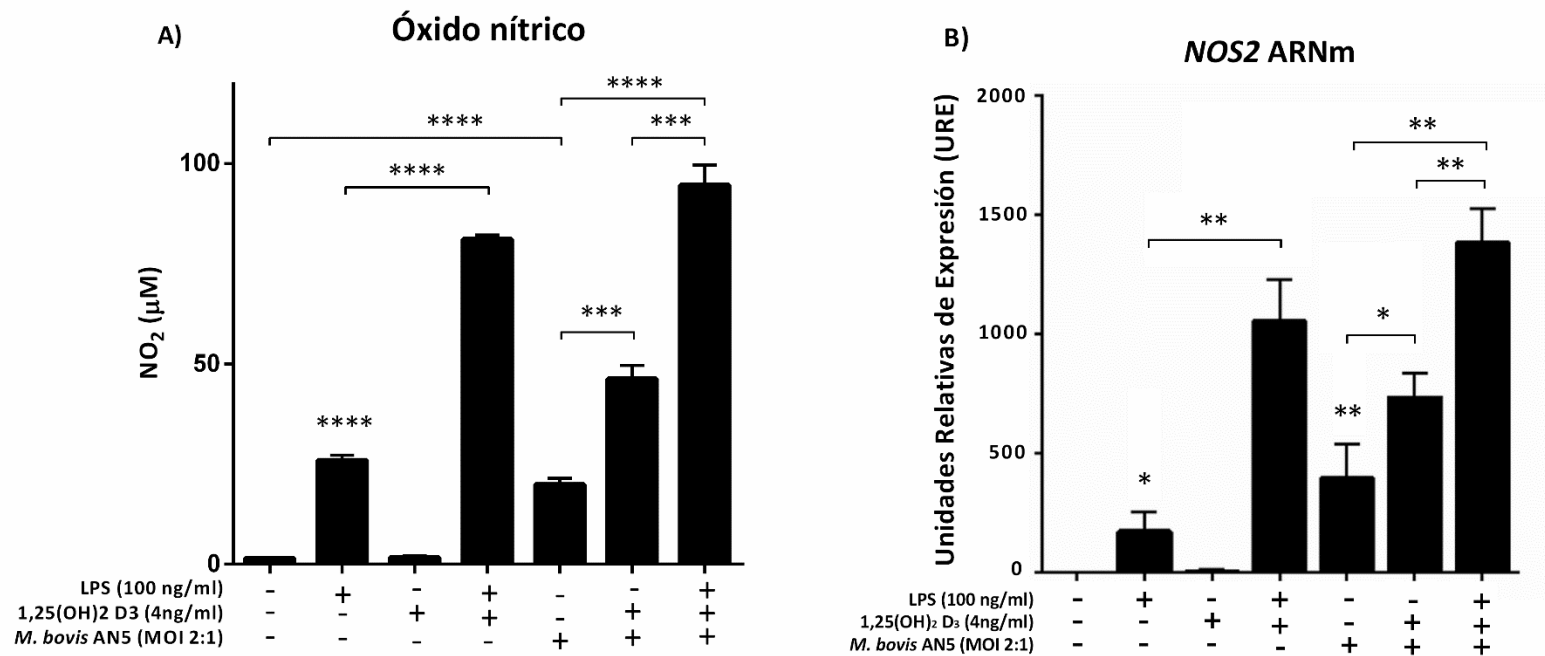 A)
Óxido nítrico
****
****
***
****
***
****
NO2 (µM)
100
50
0
LPS (100 ng/ml) - + - + - - +
1,25(OH)2 D3 (4ng/ml) - - + + - + +
M. bovis AN5 (MOI 2:1) - - - - + + +
B)
NOS2 ARNm
**
**
**
*
**
*
Unidades Relativas de Expresión (URE)
2000
1500
1000
500
0
LPS (100 ng/ml) - + - + - - +
1,25(OH)2 D3 (4ng/ml) - - + + - + +
M. bovis AN5 (MOI 2:1) - - - - + + +